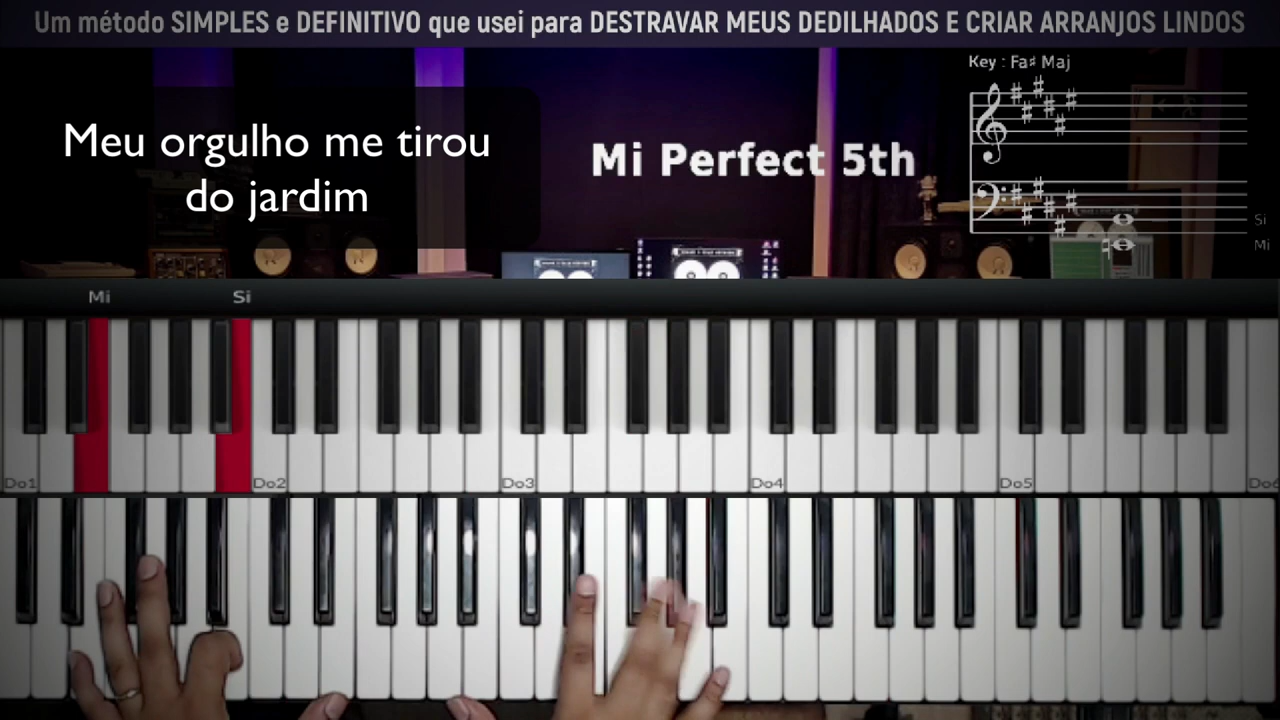 Um método SIMPLES e DEFINITIVO que usei para DESTRAVAR MEUS DEDILHADOS E CRIAR ARRANJOS LINDOS
Key : Fa♯ Maj
Meu orgulho me tirou
do jardim
Mi Perfect 5th
Si
Mi
Mi Si
Do1 Do2 Do3 Do4 Do5 Do6